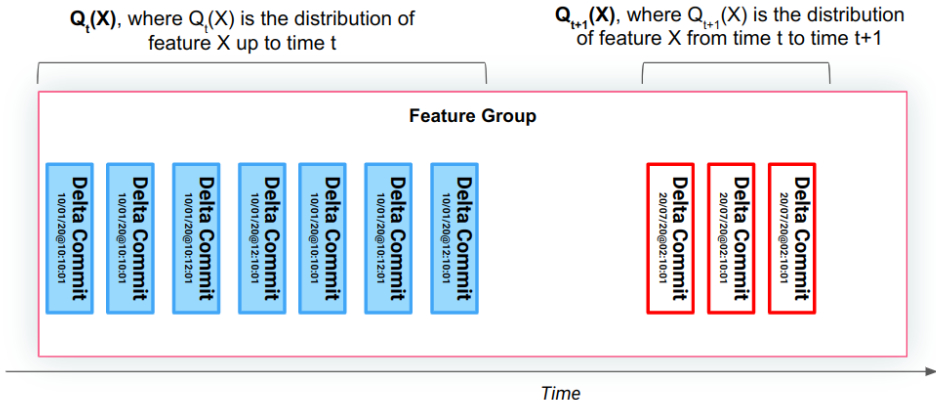 Qt(X), where Qt(X) is the distribution of
feature X up to time t
Qt+1(X), where Qt+1(X) is the distribution
of feature X from time t to time t+1
Feature Group
Delta Commit
10/01/20@10:10:01
Delta Commit
10/01/20@10:10:01
Delta Commit
10/01/20@10:12:01
Delta Commit
10/01/20@12:10:01
Delta Commit
10/01/20@10:10:01
Delta Commit
10/01/20@10:12:01
Delta Commit
10/01/20@12:10:01
Delta Commit
20/07/20@02:10:01
Delta Commit
20/07/20@02:10:01
Delta Commit
20/07/20@02:10:01
Time